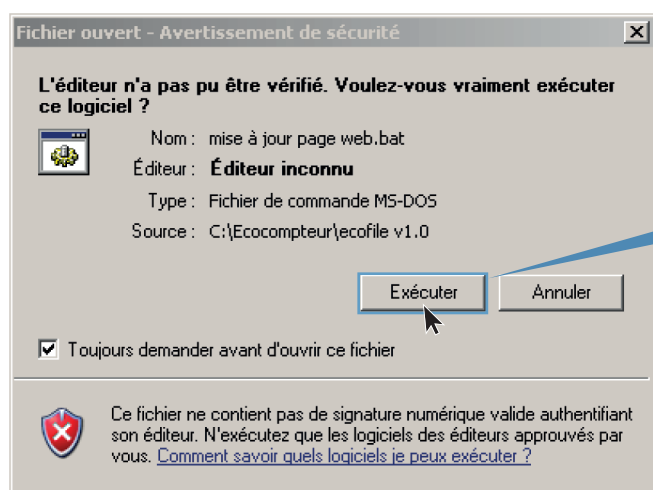 Fichier ouvert - Avertissement de sécurité
L'éditeur n'a pas pu être vérifié. Voulez-vous vraiment exécuter
ce logiciel ?
Nom : mise à jour page web.bat
Éditeur : Éditeur inconnu
Type : Fichier de commande MS-DOS
Source : C:\Ecocompteur\ecofile v1.0
Exécuter Annuler
Toujours demander avant d'ouvrir ce fichier
Ce fichier ne contient pas de signature numérique valide authentifiant
son éditeur. N'exécutez que les logiciels des éditeurs approuvés par
vous. Comment savoir quels logiciels je peux exécuter ?